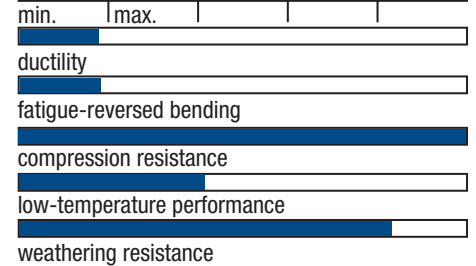 min. max.
ductility
fatigue-reversed bending
compression resistance
low-temperature performance
weathering resistance